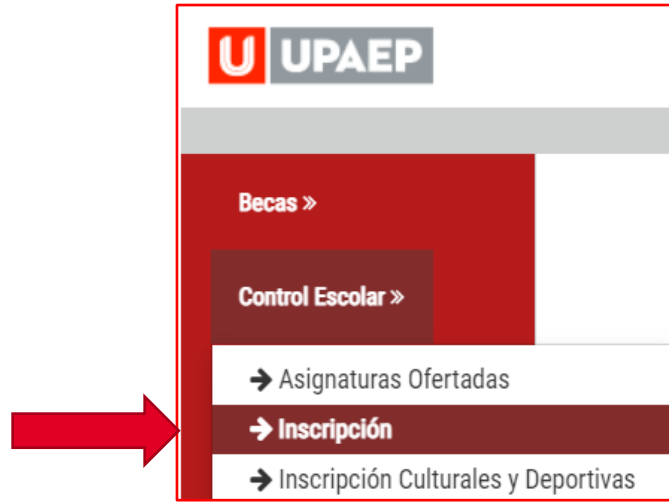 U UPAEP
Becas »
Control Escolar »
→ Asignaturas Ofertadas
→ Inscripción
→ Inscripción Culturales y Deportivas